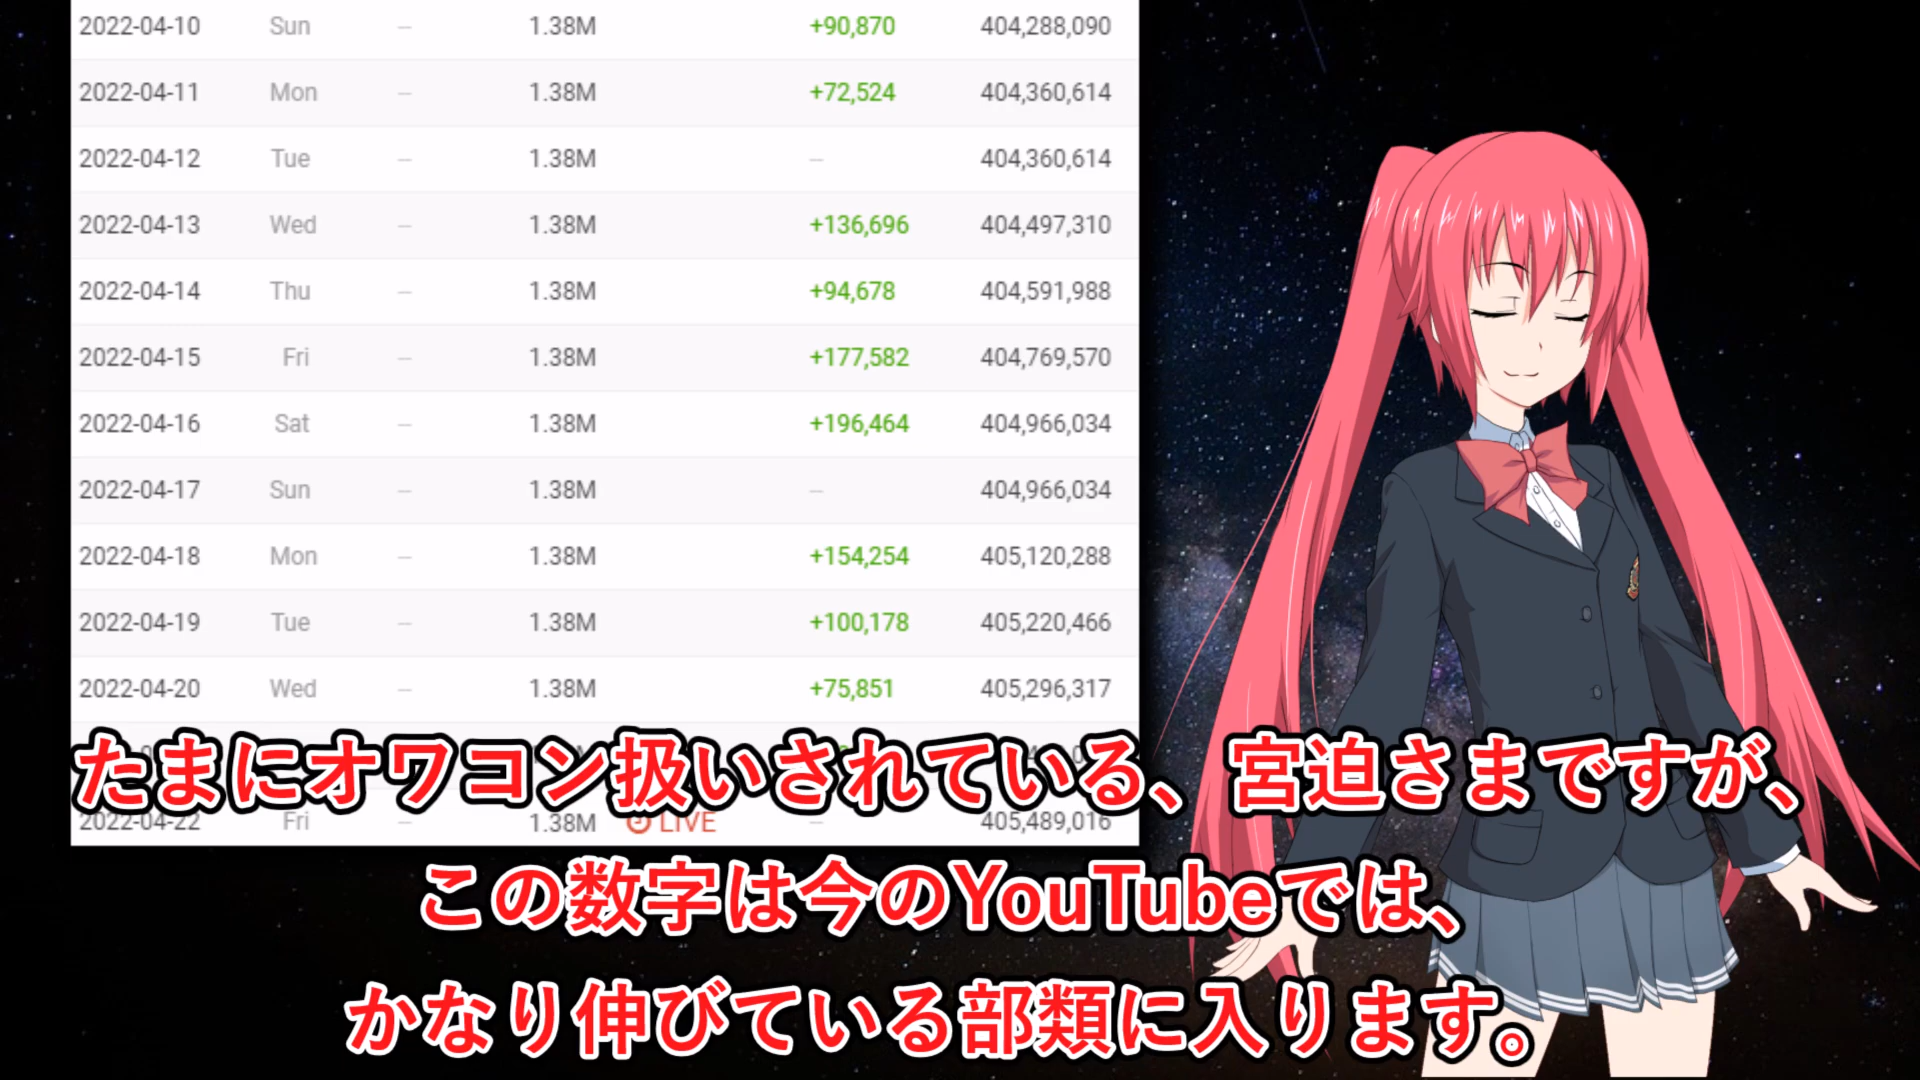 2022-04-10 Sun -- 1.38M +90,870 404,288,090
2022-04-11 Mon -- 1.38M +72,524 404,360,614
2022-04-12 Tue -- 1.38M -- 404,360,614
2022-04-13 Wed -- 1.38M +136,696 404,497,310
2022-04-14 Thu -- 1.38M +94,678 404,591,988
2022-04-15 Fri -- 1.38M +177,582 404,769,570
2022-04-16 Sat -- 1.38M +196,464 404,966,034
2022-04-17 Sun -- 1.38M -- 404,966,034
2022-04-18 Mon -- 1.38M +154,254 405,120,288
2022-04-19 Tue -- 1.38M +100,178 405,220,466
2022-04-20 Wed -- 1.38M +75,851 405,296,317
たまにオワコン扱いされている、宮迫さまですが、
2022-04-22 Fri -- 1.38M LIVE -- 405,489,016
この数字は今のYouTubeでは、
かなり伸びている部類に入ります。